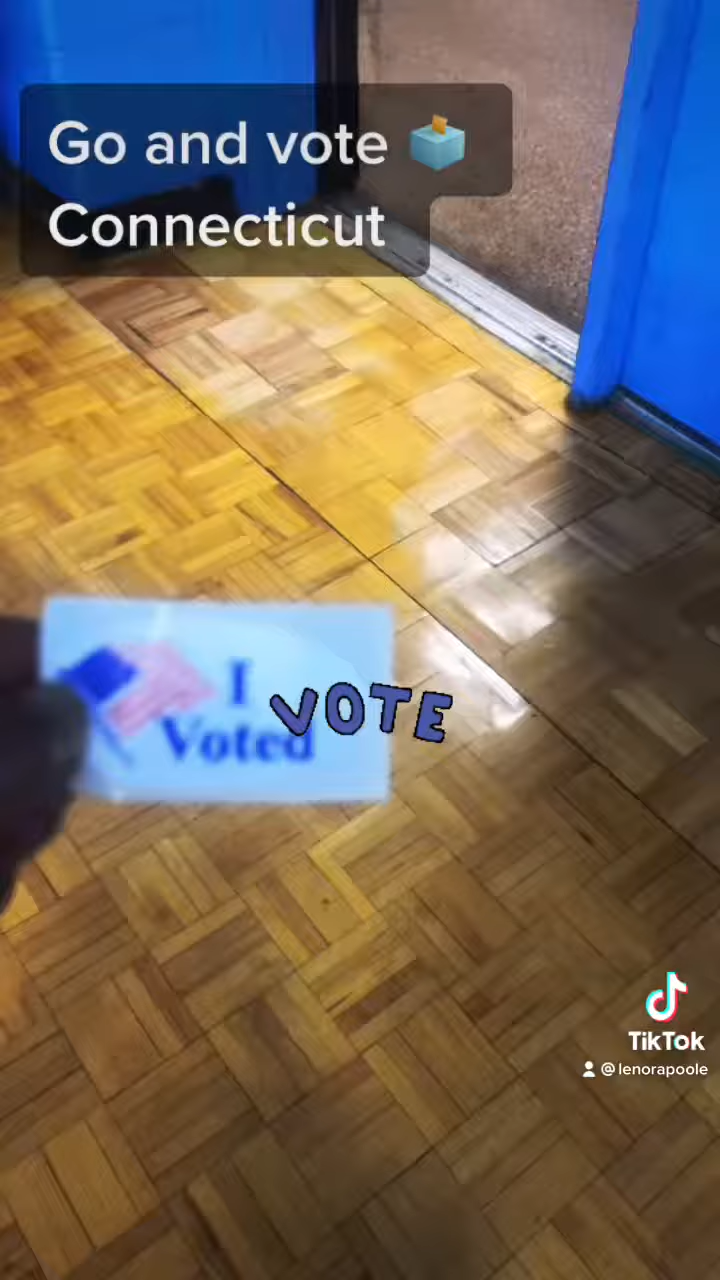 Go and vote 🗳️
Connecticut
I
Voted
VOTE
TikTok
@lenorapoole